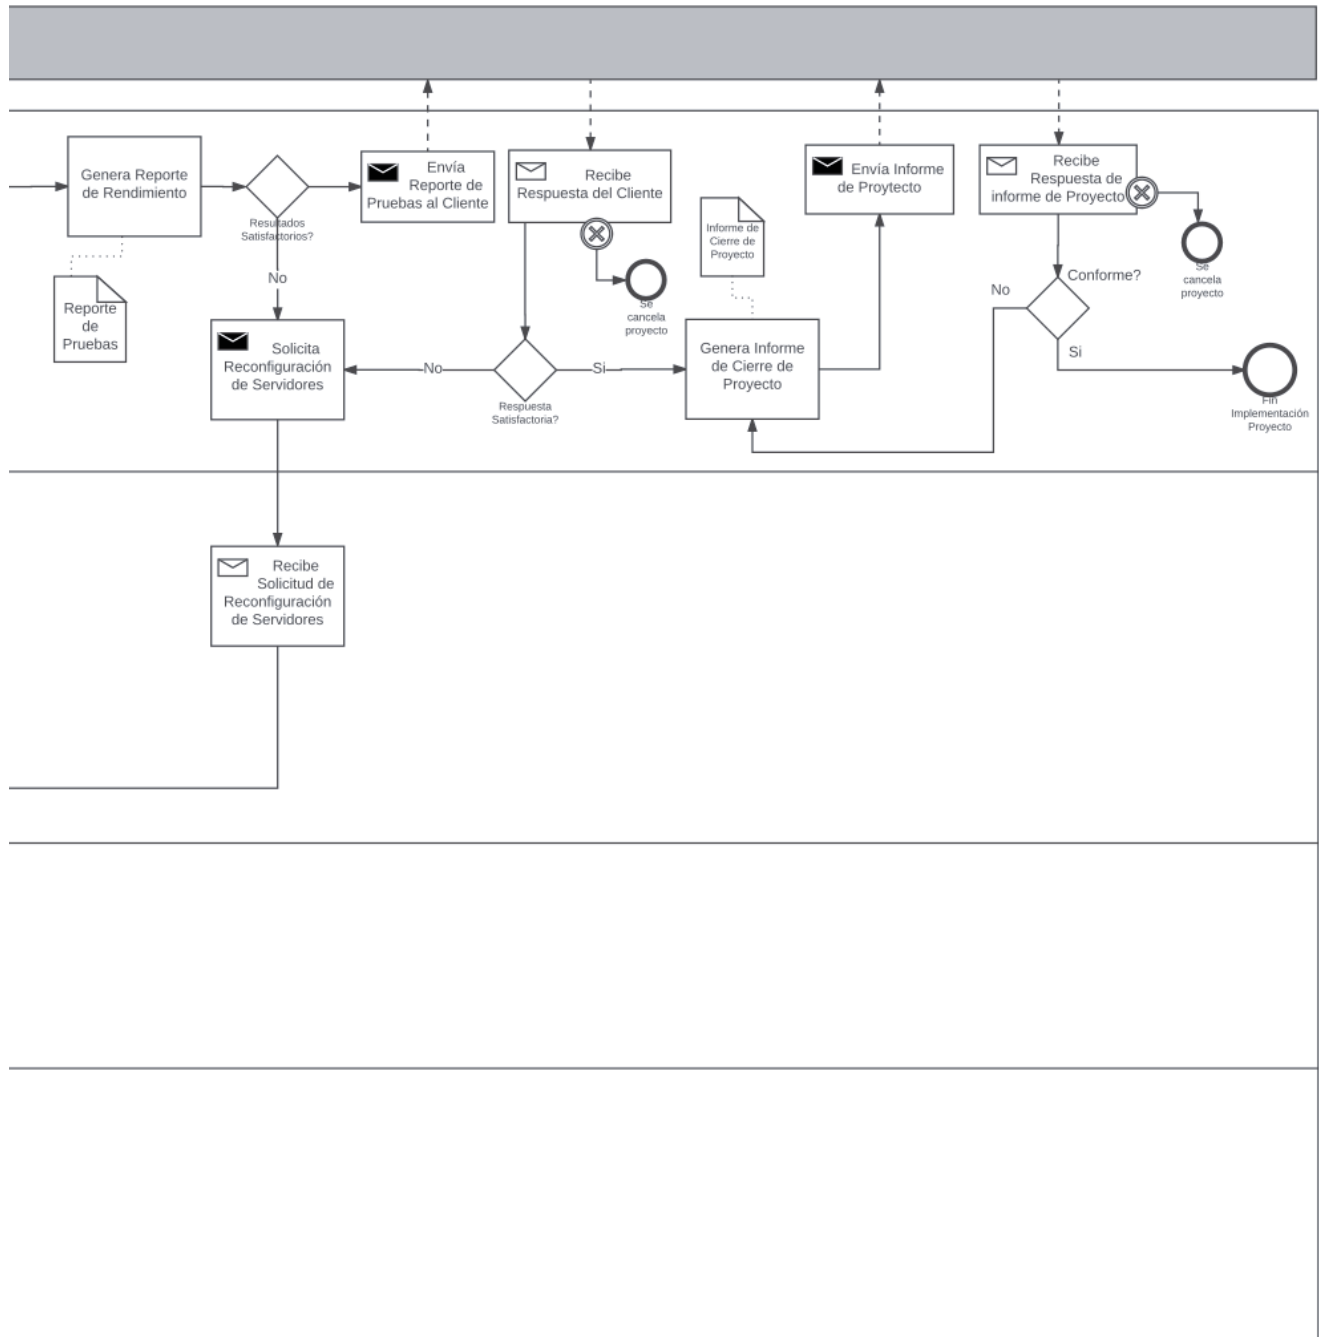 Genera Reporte
de Rendimiento
Resultados
Satisfactorios?
Envía
Reporte de
Pruebas al Cliente
Recibe
Respuesta del Cliente
Envía Informe
de Proytecto
Recibe
Respuesta de
informe de Proyecto
Informe de
Cierre de
Proyecto
Se
cancela
proyecto
Se
cancela
proyecto
No
Conforme?
No
Si
Reporte
de
Pruebas
Solicita
Reconfiguración
de Servidores
No
Respuesta
Satisfactoria?
Si
Genera Informe
de Cierre de
Proyecto
Fin
Implementación
Proyecto
Recibe
Solicitud de
Reconfiguración
de Servidores